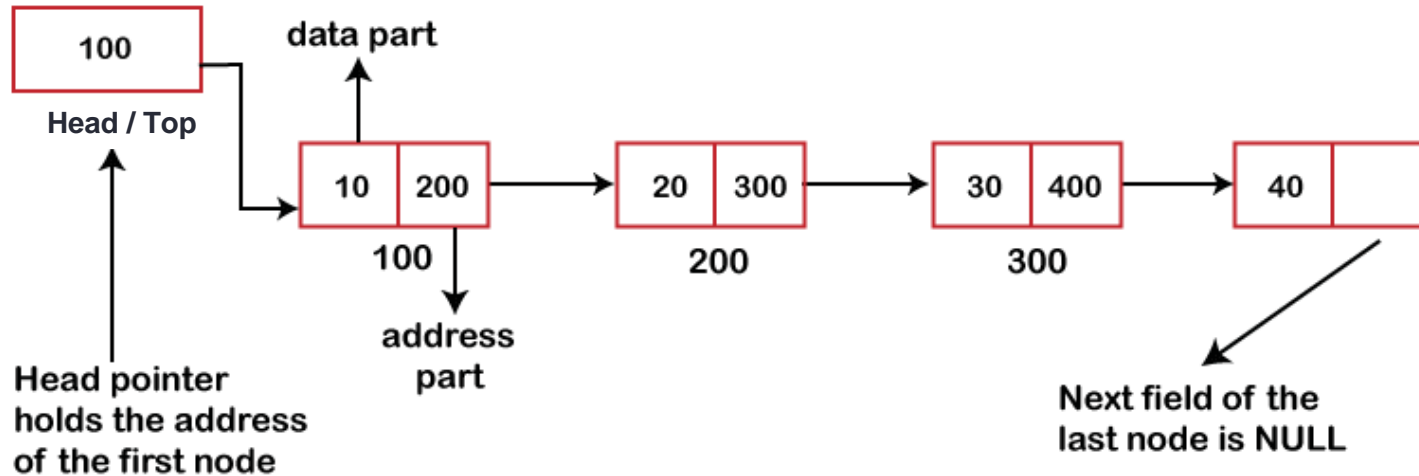 100
Head / Top
data part
10 200
20 300
30 400
40
100
200
300
address
part
Head pointer
holds the address
of the first node
Next field of the
last node is NULL